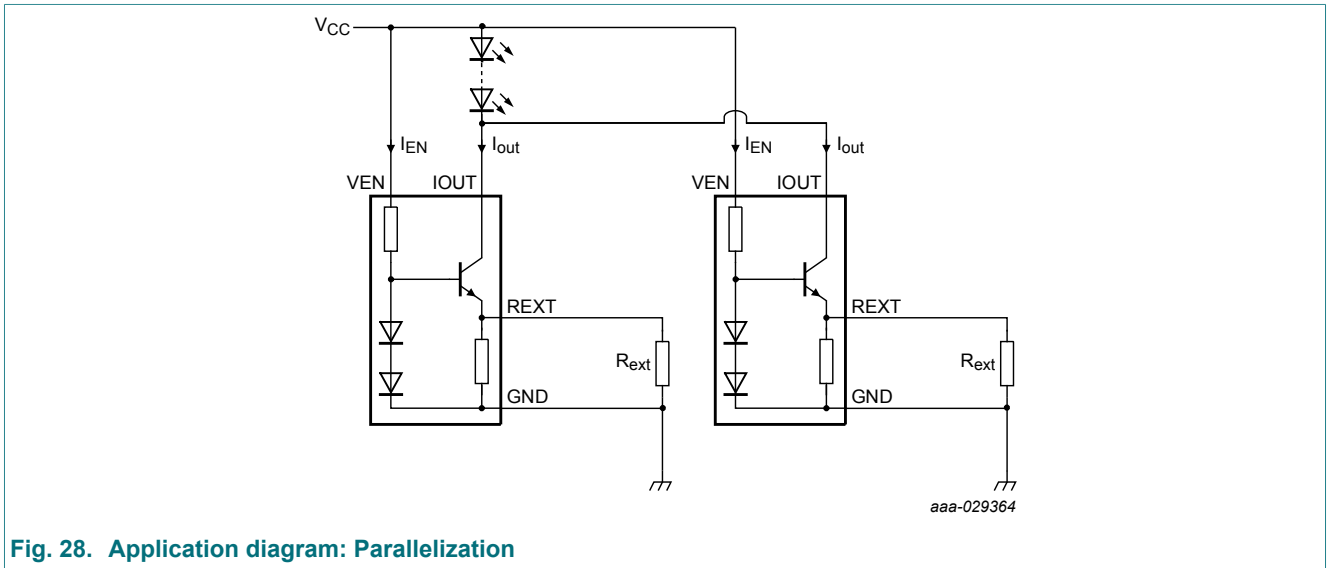 VCC
IEN Iout IEN Iout
VEN IOUT VEN IOUT
REXT REXT
Rext Rext
GND GND
aaa-029364
Fig. 28. Application diagram: Parallelization